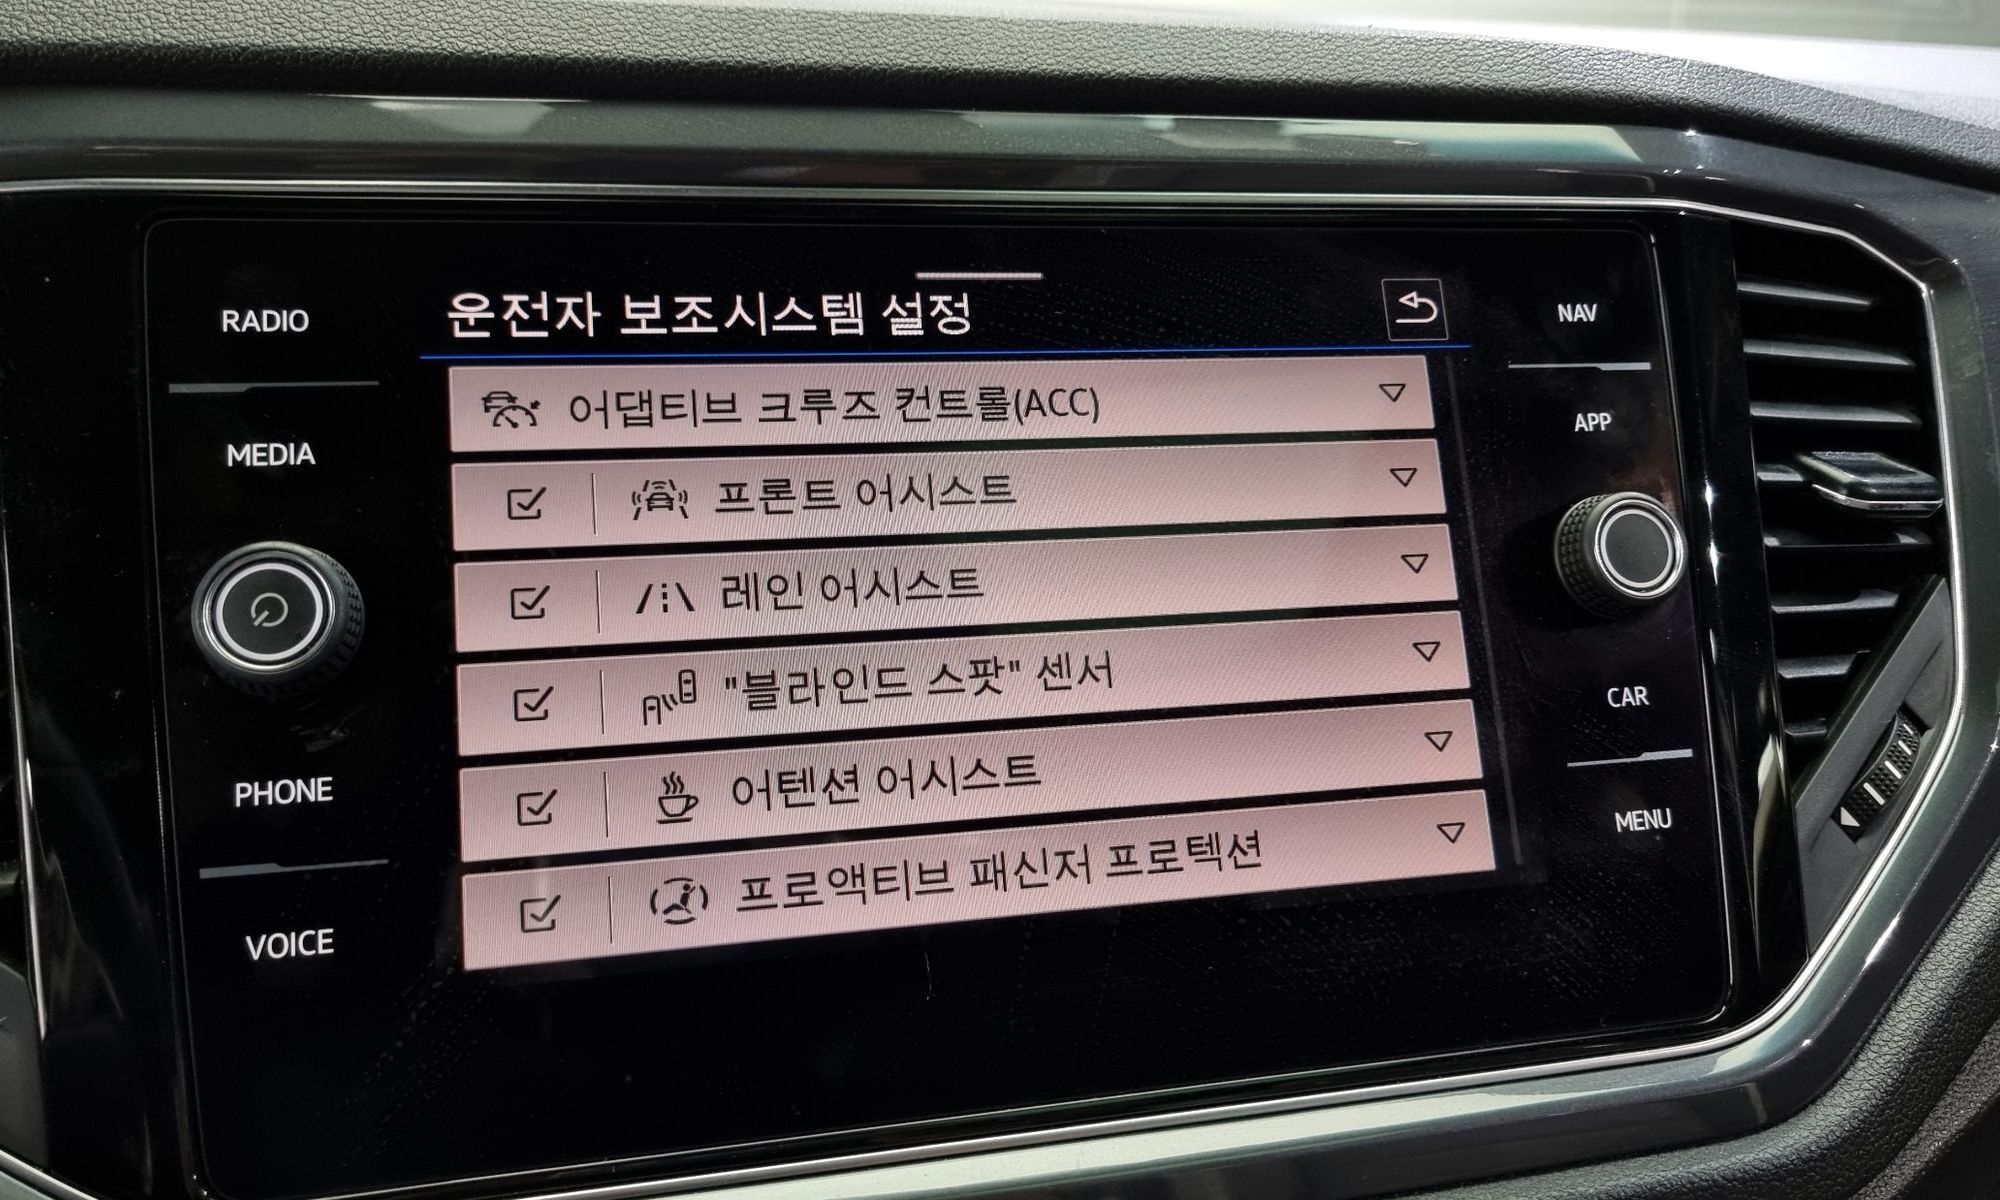 운전자 보조시스템 설정
어댑티브 크루즈 컨트롤(ACC)
프론트 어시스트
레인 어시스트
"블라인드 스팟" 센서
어텐션 어시스트
프로액티브 패신저 프로텍션
RADIO
MEDIA
PHONE
VOICE
NAV
APP
CAR
MENU